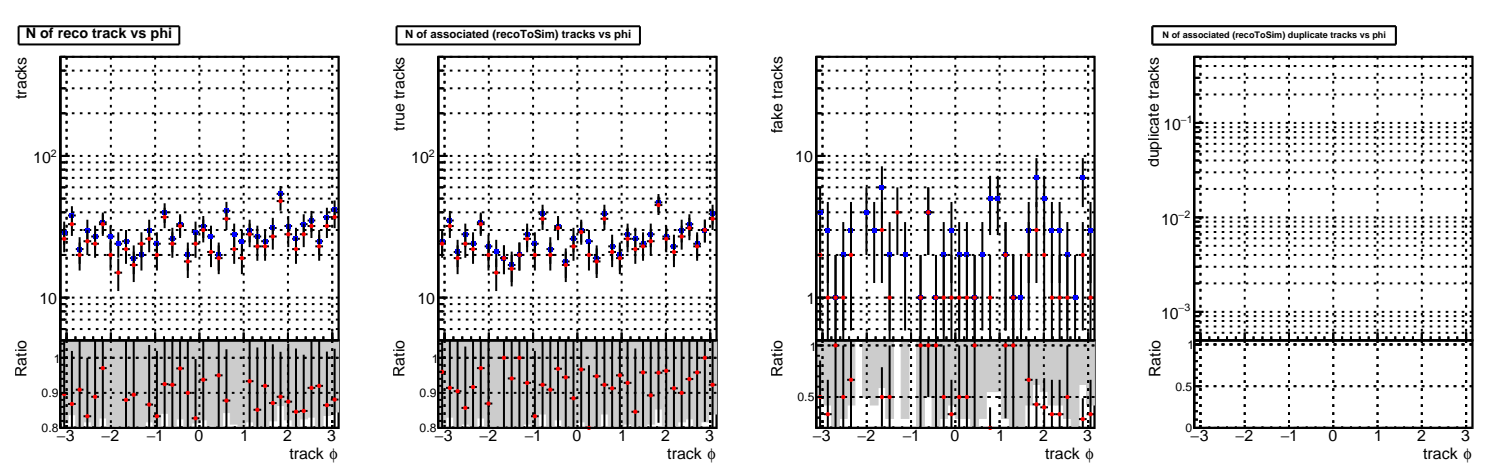 N of reco track vs phi
tracks
10²
10
Ratio
1
0.9
0.8
−3 −2 −1 0 1 2 3
track ϕ
N of associated (recoToSim) tracks vs phi
true tracks
10²
10
Ratio
1
0.9
0.8
−3 −2 −1 0 1 2 3
track ϕ
fake tracks
10
1
Ratio
1
0.5
−3 −2 −1 0 1 2 3
track ϕ
N of associated (recoToSim) duplicate tracks vs phi
duplicate tracks
10⁻¹
10⁻²
10⁻³
Ratio
1
0.5
0
−3 −2 −1 0 1 2 3
track ϕ